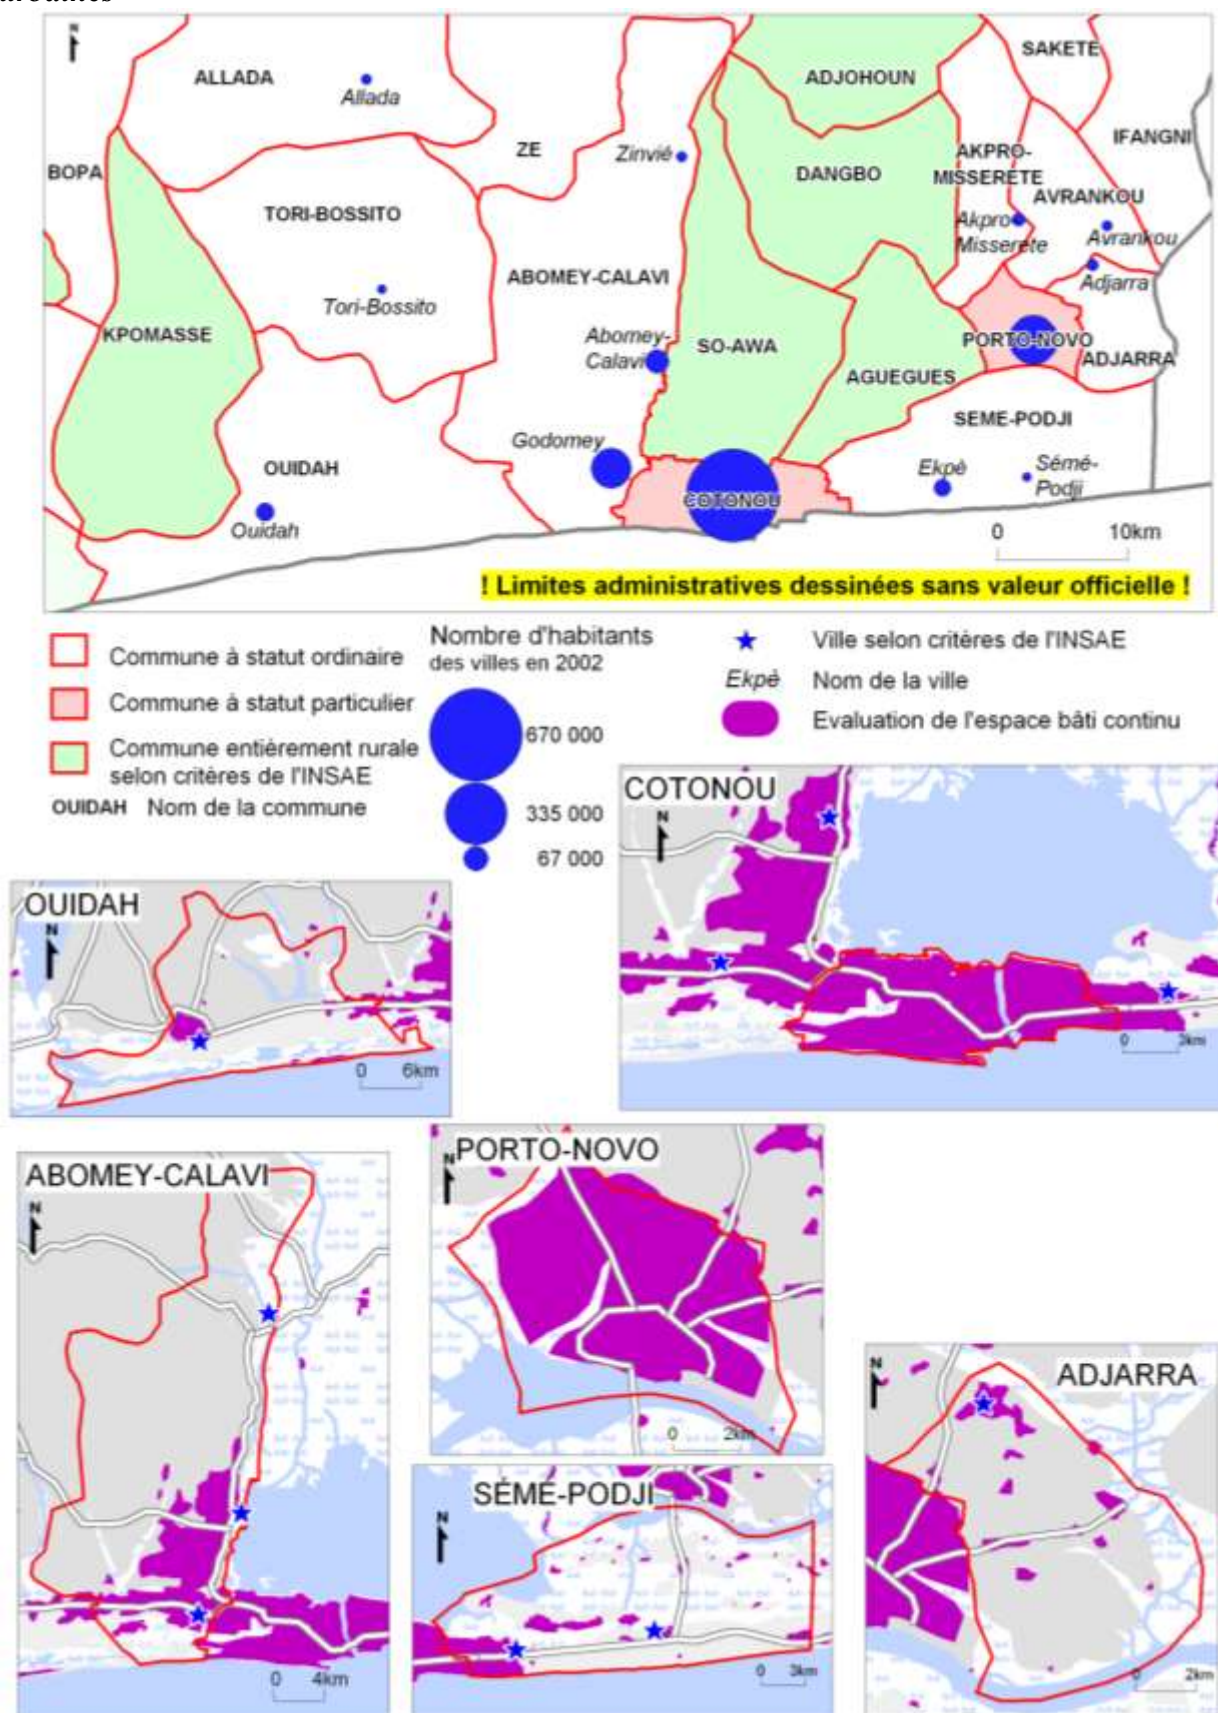 N
SAKETE
ALLADA
ADJOHOUN
Allada
IFANGNI
ZE
Zinvié
AKPRO-
MISSERETE
BOPA
DANGBO
AVRANKOU
TORI-BOSSITO
Akpro
Misserete
Avrankou
ABOMEY-CALAVI
Adjarra
Tori-Bossito
KPOMASSE
Abomey-
Calavi
SO-AWA
PORTO-NOVO
ADJARRA
AGUEGUES
SEME-PODJI
Godomey
OUIDAH
Ekpè
Sémé-
Podji
COTONOU
Ouidah
0 10km
! Limites administratives dessinées sans valeur officielle !
Commune à statut ordinaire
Commune à statut particulier
Commune entièrement rurale
selon critères de l'INSAE
OUIDAH Nom de la commune
Nombre d'habitants
des villes en 2002
670 000
335 000
67 000
Ville selon critères de l'INSAE
Ekpè Nom de la ville
Evaluation de l'espace bâti continu
COTONOU
N
0 3km
OUIDAH
N
0 6km
PORTO-NOVO
N
0 2km
ABOMEY-CALAVI
N
0 4km
SÉMÉ-PODJI
N
0 3km
ADJARRA
N
0 2km